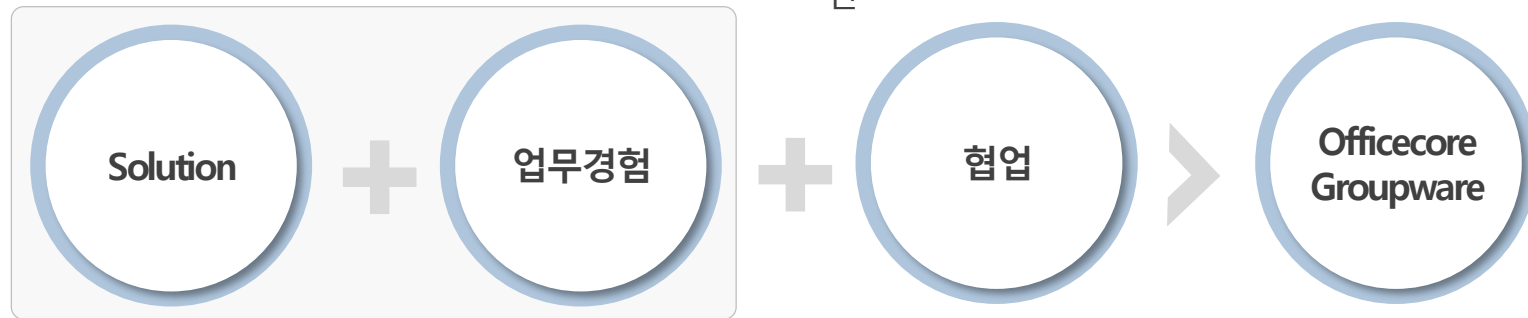 Solution
업무경험
협업
Officecore
Groupware